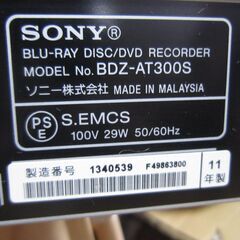 SONY
BLU-RAY DISC/DVD RECORDER
MODEL No. BDZ-AT300S
ソニー株式会社 MADE IN MALAYSIA
PS
E
S.EMCS
100V 29W 50/60Hz
製造番号 1340539 F49863800
11
年製